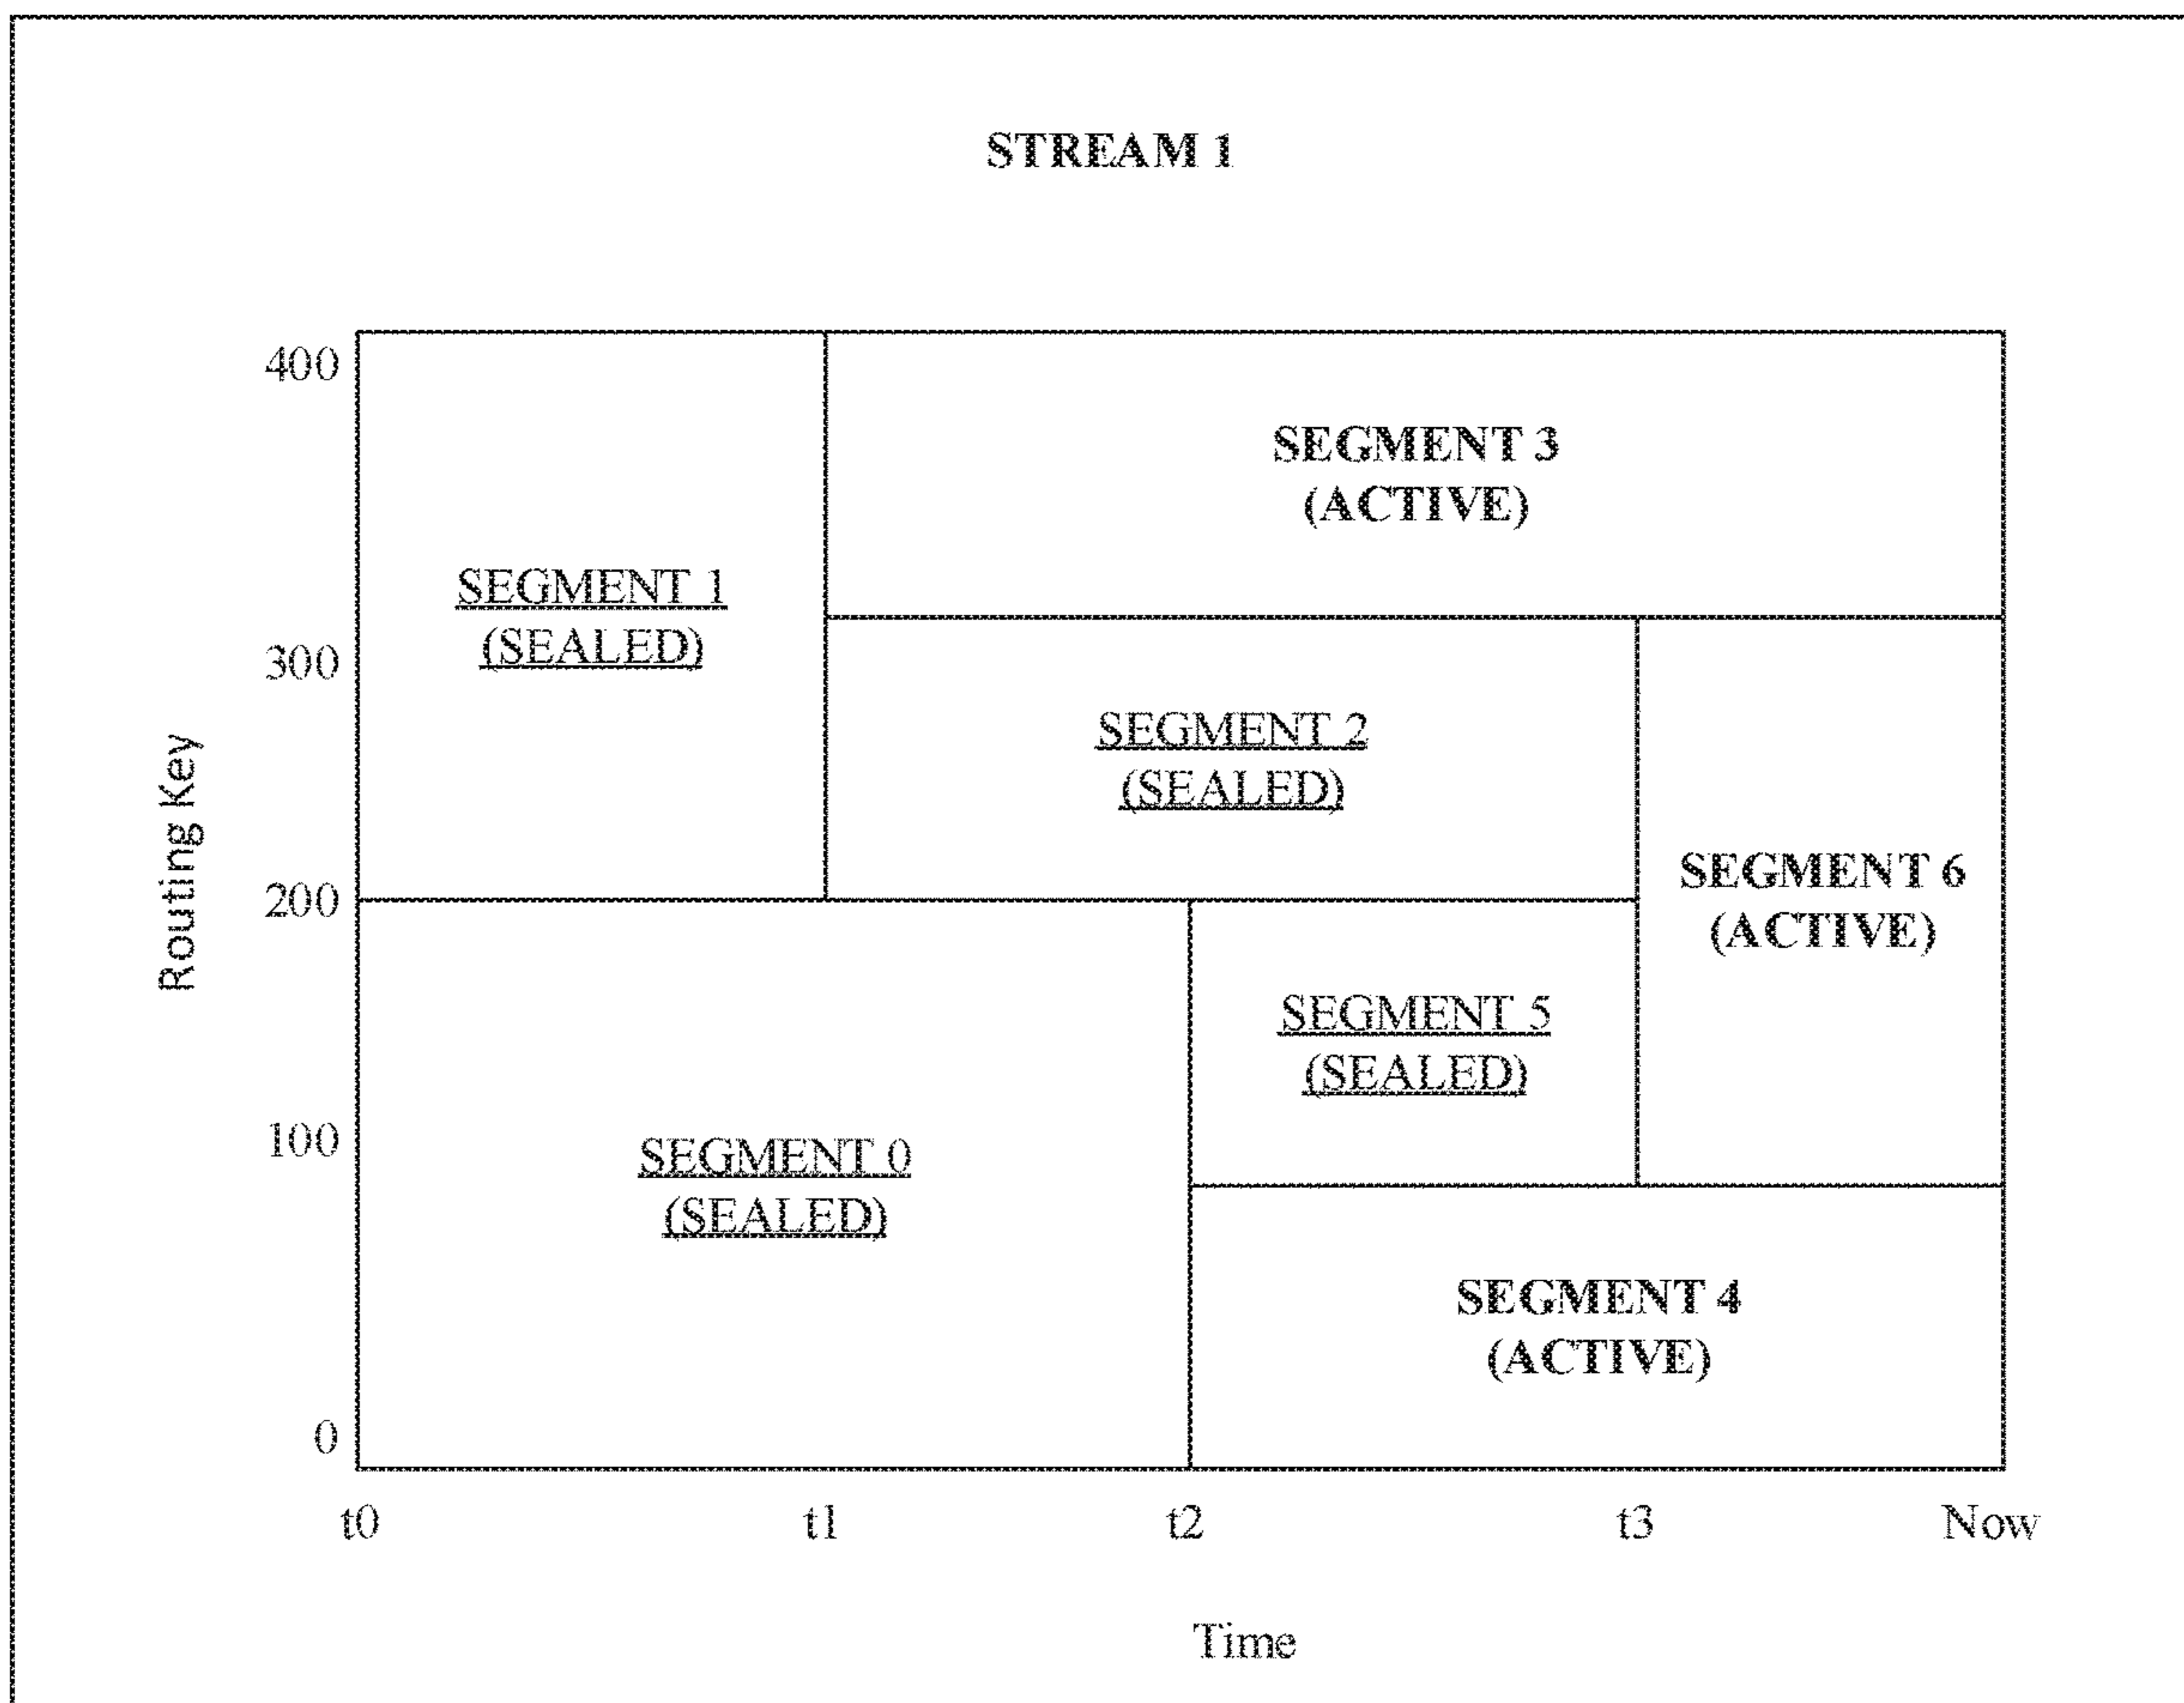 STREAM 1
400
SEGMENT 3
(ACTIVE)
SEGMENT 1
(SEALED)
300
SEGMENT 2
(SEALED)
Routing Key
200
SEGMENT 6
(ACTIVE)
SEGMENT 5
(SEALED)
100
SEGMENT 0
(SEALED)
SEGMENT 4
(ACTIVE)
0
t0 t1 t2 t3 Now
Time